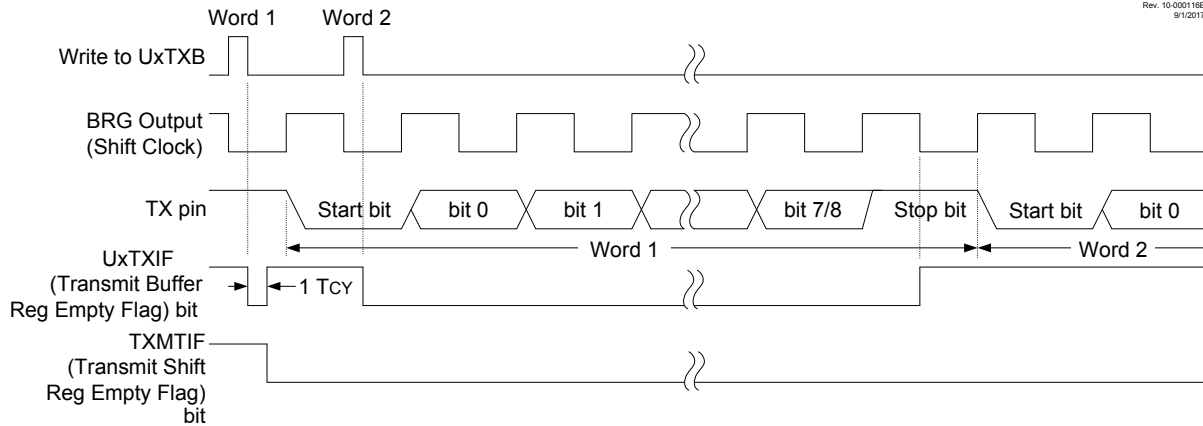 Rev. 10-000116B
9/1/2017
Word 1
Word 2
Write to UxTXB
BRG Output
(Shift Clock)
TX pin
Start bit
bit 0
bit 1
bit 7/8
Stop bit
Start bit
bit 0
Word 1
Word 2
UxTXIF
(Transmit Buffer
Reg Empty Flag) bit
1 TCY
TXMTIF
(Transmit Shift
Reg Empty Flag)
bit